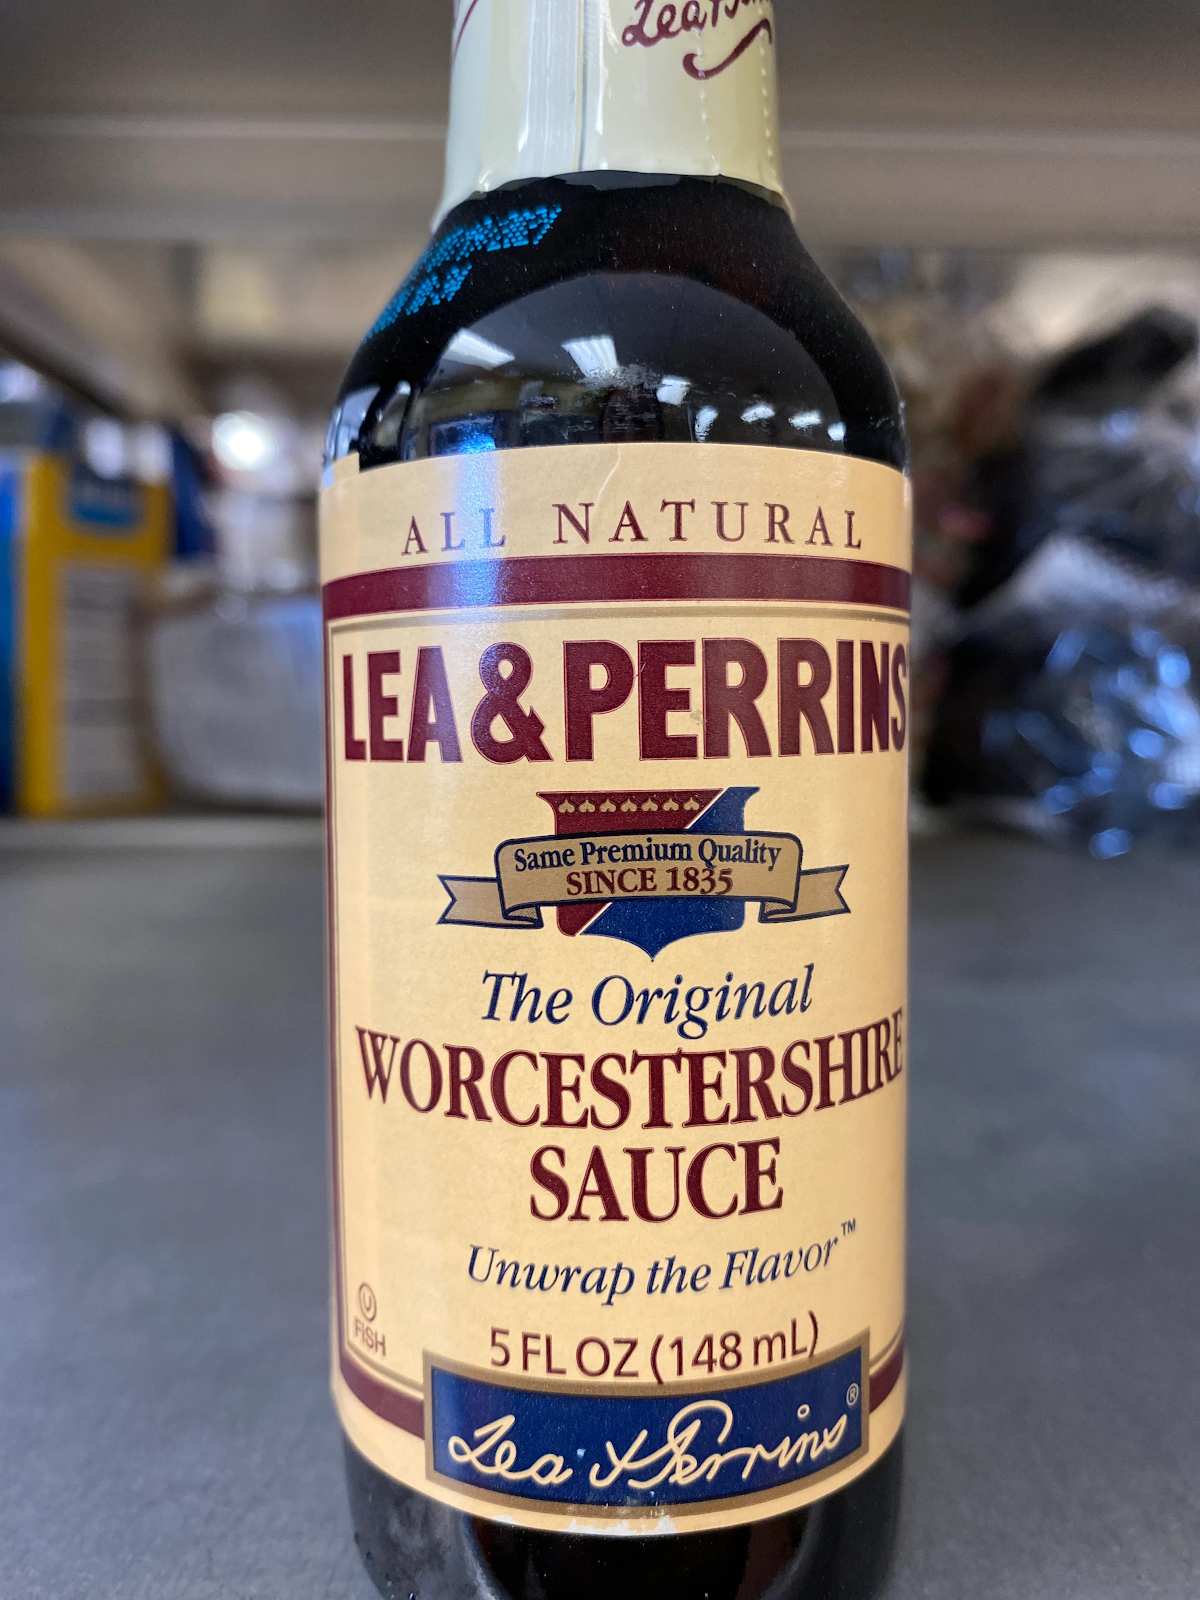 Lea &
ALL NATURAL
LEA & PERRINS
Same Premium Quality
SINCE 1835
The Original
WORCESTERSHIRE
SAUCE
Unwrap the Flavor™
U
FISH
5 FL OZ (148 mL)
Lea & Perrins®